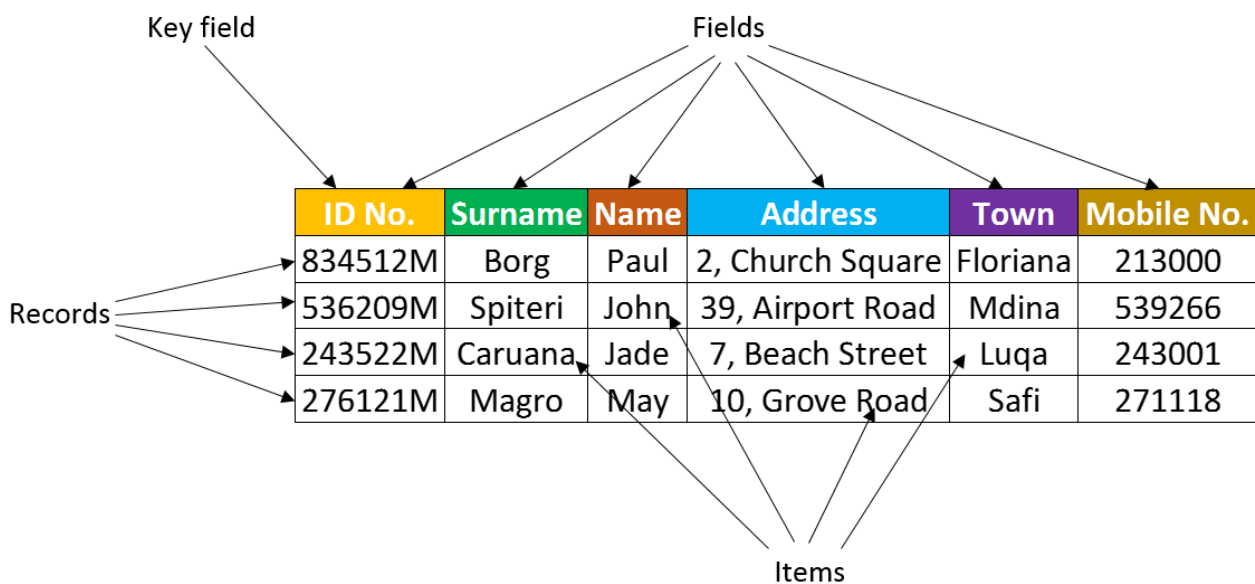 Key field Fields
ID No. Surname Name Address Town Mobile No.
834512M Borg Paul 2, Church Square Floriana 213000
536209M Spiteri John 39, Airport Road Mdina 539266
Records
243522M Caruana Jade 7, Beach Street Luqa 243001
276121M Magro May 10, Grove Road Safi 271118
Items